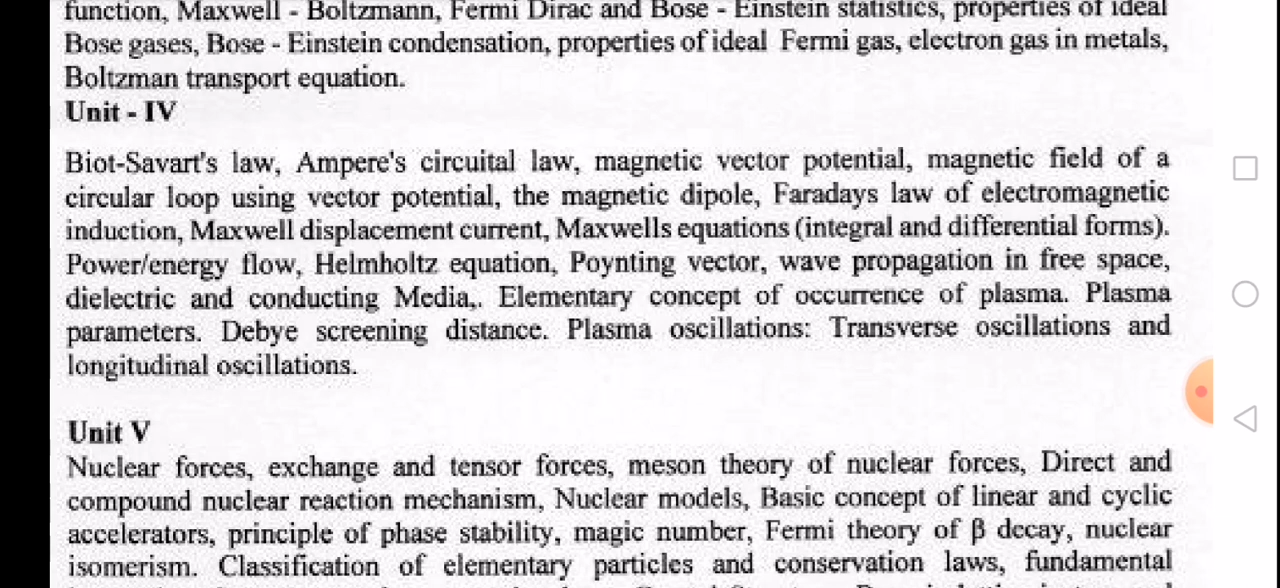 function, Maxwell - Boltzmann, Fermi Dirac and Bose - Einstein statistics, properties of ideal
Bose gases, Bose - Einstein condensation, properties of ideal Fermi gas, electron gas in metals,
Boltzman transport equation.
Unit - IV
Biot-Savart's law, Ampere's circuital law, magnetic vector potential, magnetic field of a
circular loop using vector potential, the magnetic dipole, Faradays law of electromagnetic
induction, Maxwell displacement current, Maxwells equations (integral and differential forms).
Power/energy flow, Helmholtz equation, Poynting vector, wave propagation in free space,
dielectric and conducting Media,. Elementary concept of occurrence of plasma. Plasma
parameters. Debye screening distance. Plasma oscillations: Transverse oscillations and
longitudinal oscillations.
Unit V
Nuclear forces, exchange and tensor forces, meson theory of nuclear forces, Direct and
compound nuclear reaction mechanism, Nuclear models, Basic concept of linear and cyclic
accelerators, principle of phase stability, magic number, Fermi theory of β decay, nuclear
isomerism. Classification of elementary particles and conservation laws, fundamental